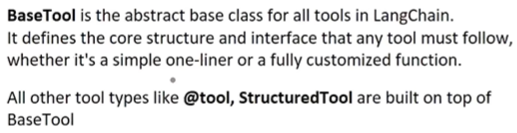 BaseTool is the abstract base class for all tools in LangChain.
It defines the core structure and interface that any tool must follow,
whether it's a simple one-liner or a fully customized function.
All other tool types like @tool, StructuredTool are built on top of
BaseTool